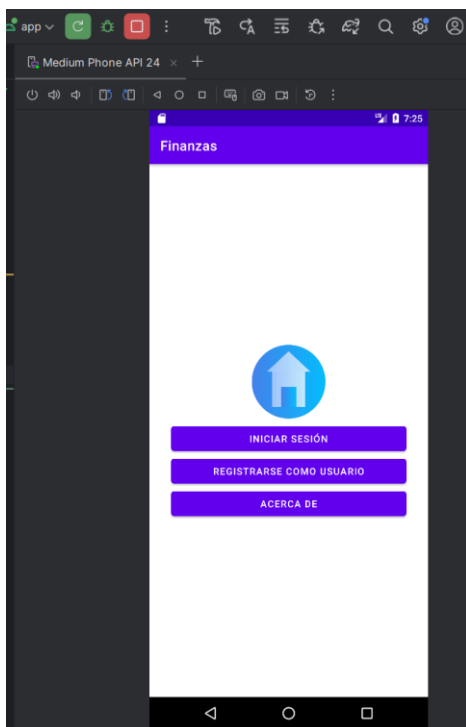 app
Medium Phone API 24
7:25
Finanzas
INICIAR SESIÓN
REGISTRARSE COMO USUARIO
ACERCA DE